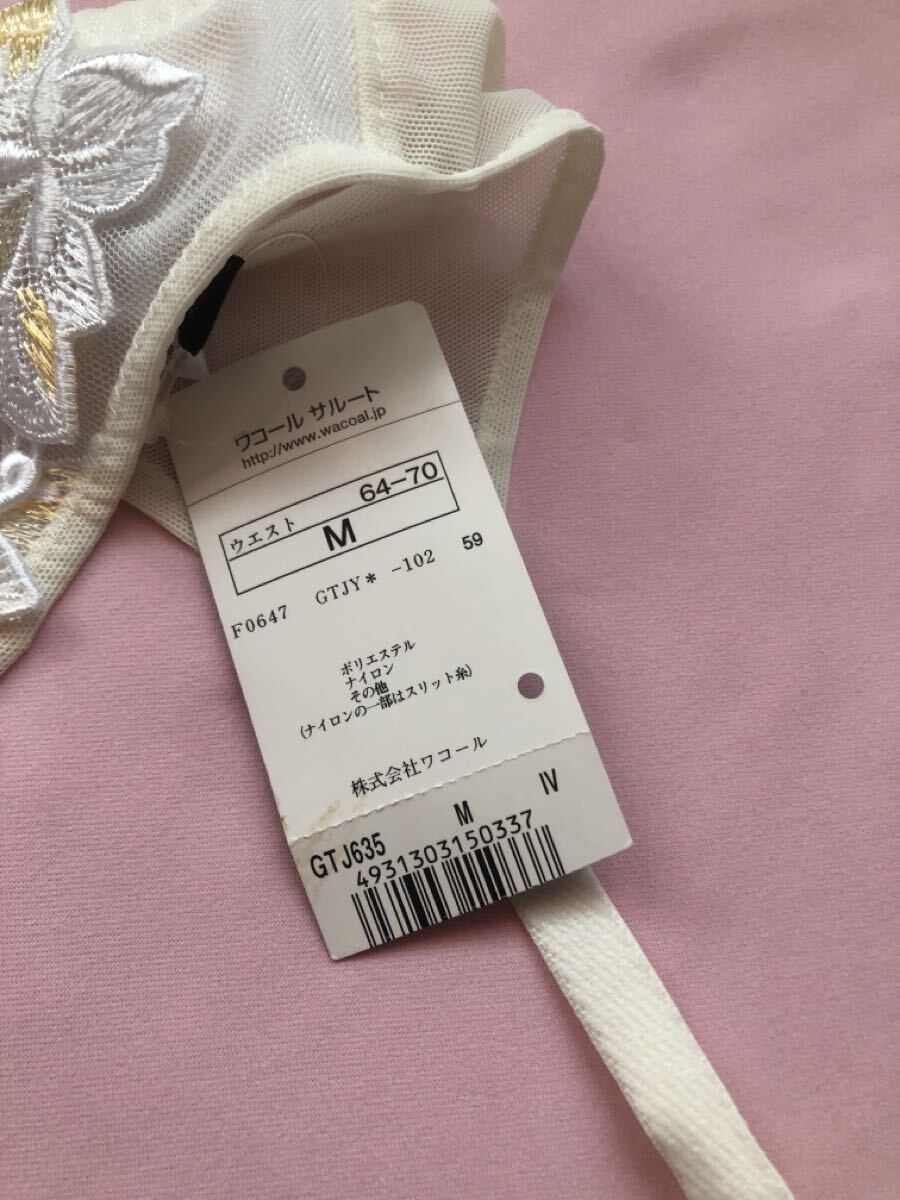 ワコール サルート
http://www.wacoal.jp
ウエスト 64-70
M
F0647 GTJY* -102 59
ポリエステル
ナイロン
その他
(ナイロンの一部はスリット糸)
株式会社ワコール
GTJ635 M IV
4931303150337